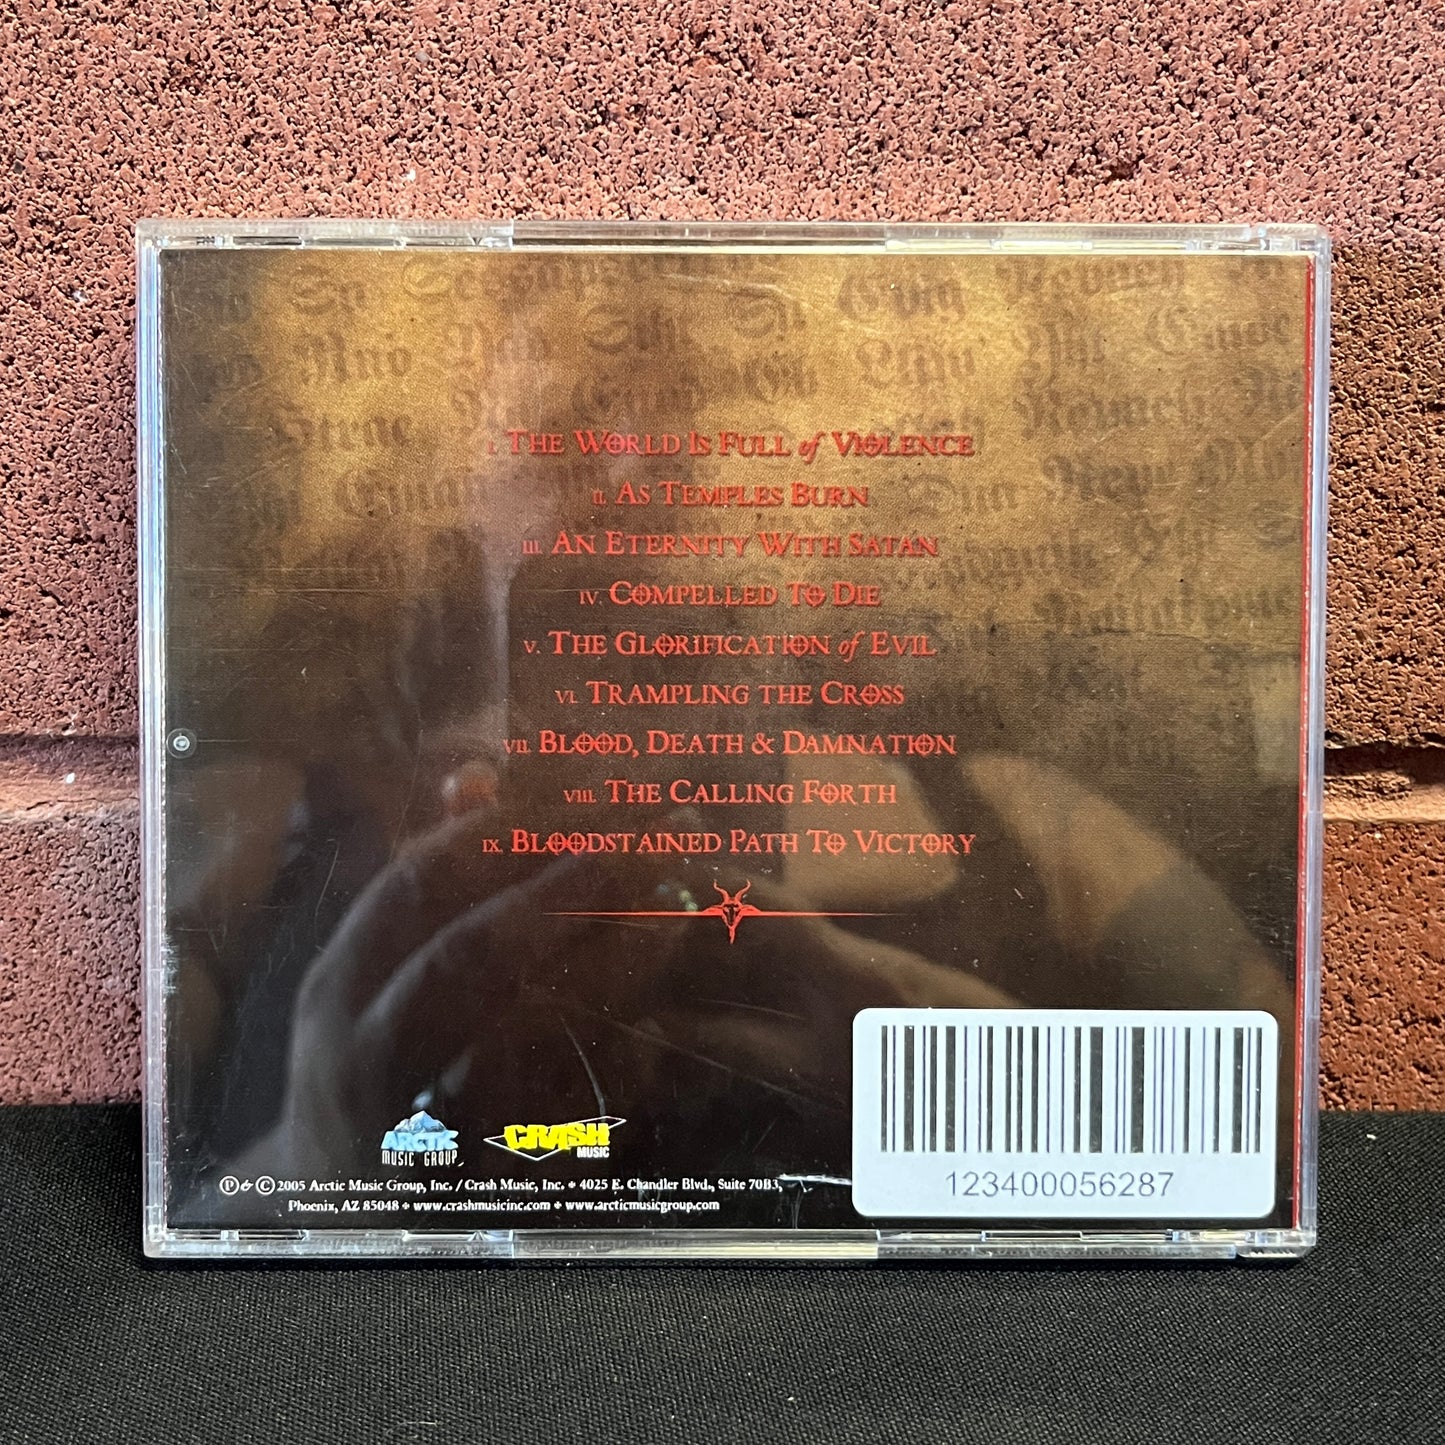 I. THE WORLD IS FULL of VIOLENCE
II. AS TEMPLES BURN
III. AN ETERNITY WITH SATAN
IV. COMPELLED TO DIE
V. THE GLORIFICATION of EVIL
VI. TRAMPLING THE CROSS
VII. BLOOD, DEATH & DAMNATION
VIII. THE CALLING FORTH
IX. BLOODSTAINED PATH TO VICTORY
ARCTIC
MUSIC GROUP
CRASH
MUSIC
Ⓟ & © 2005 Arctic Music Group, Inc. / Crash Music, Inc. • 4025 E. Chandler Blvd., Suite 70B3,
Phoenix, AZ 85048 • www.crashmusicinc.com • www.arcticmusicgroup.com
123400056287